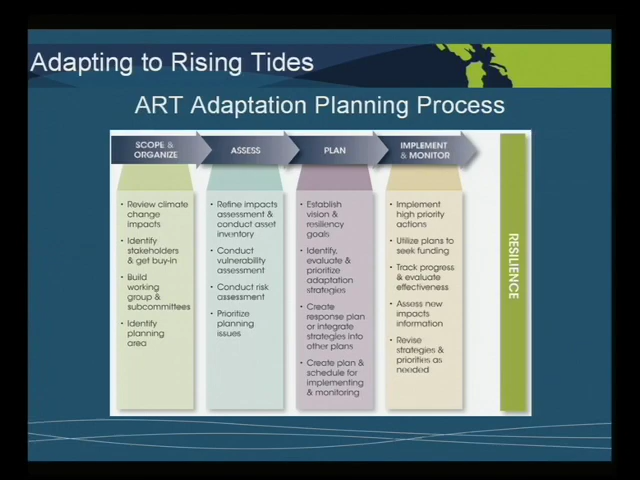 Adapting to Rising Tides
ART Adaptation Planning Process
SCOPE &
ORGANIZE
ASSESS
PLAN
IMPLEMENT
& MONITOR
• Review climate
change
impacts
• Identify
stakeholders
& get buy-in
• Build
working
group &
subcommittees
• Identify
planning
area
• Refine impacts
assessment &
conduct asset
inventory
• Conduct
vulnerability
assessment
• Conduct risk
assessment
• Prioritize
planning
issues
• Establish
vision &
resiliency
goals
• Identify,
evaluate &
prioritize
adaptation
strategies
• Create
response plan
or integrate
strategies into
other plans
• Create plan &
schedule for
implementing
& monitoring
• Implement
high priority
actions
• Utilize plans to
seek funding
• Track progress
& evaluate
effectiveness
• Assess new
impacts
information
• Revise
strategies &
priorities as
needed
RESILIENCE